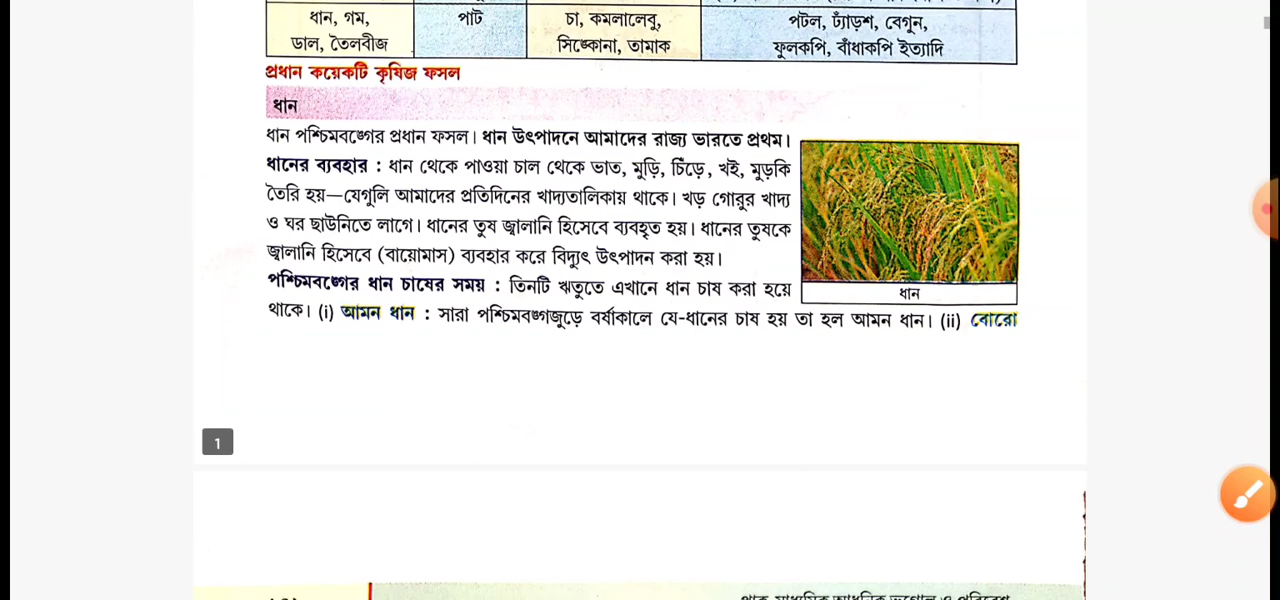 ধান, গম,
ডাল, তৈলবীজ
পাট
চা, কমলালেবু,
সিঙ্কোনা, তামাক
পটল, ঢ্যাঁড়শ, বেগুন,
ফুলকপি, বাঁধাকপি ইত্যাদি
প্রধান কয়েকটি কৃষিজ ফসল
ধান
ধান পশ্চিমবঙ্গের প্রধান ফসল। ধান উৎপাদনে আমাদের রাজ্য ভারতে প্রথম।
ধানের ব্যবহার : ধান থেকে পাওয়া চাল থেকে ভাত, মুড়ি, চিঁড়ে, খই, মুড়কি
তৈরি হয়—যেগুলি আমাদের প্রতিদিনের খাদ্যতালিকায় থাকে। খড় গোরুর খাদ্য
ও ঘর ছাউনিতে লাগে। ধানের তুষ জ্বালানি হিসেবে ব্যবহৃত হয়। ধানের তুষকে
জ্বালানি হিসেবে (বায়োমাস) ব্যবহার করে বিদ্যুৎ উৎপাদন করা হয়।
পশ্চিমবঙ্গের ধান চাষের সময় : তিনটি ঋতুতে এখানে ধান চাষ করা হয়ে
ধান
থাকে। (i) আমন ধান : সারা পশ্চিমবঙ্গজুড়ে বর্ষাকালে যে-ধানের চাষ হয় তা হল আমন ধান। (ii) বোরো
1